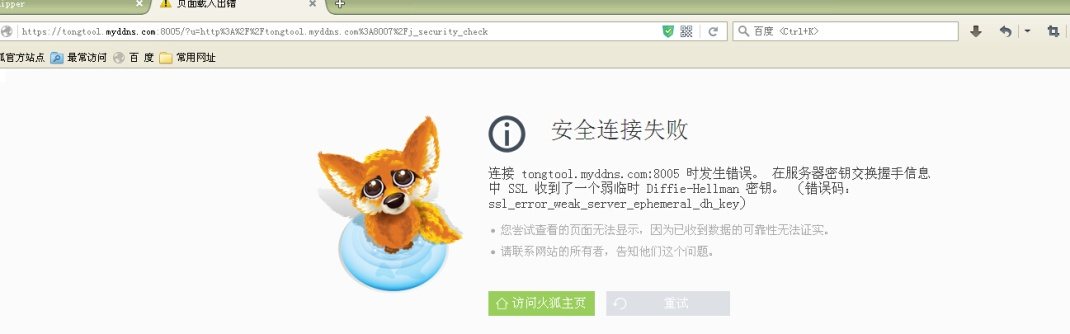 ipper
页面载入出错
https://tongtool.myddns.com:8005/?u=http%3A%2F%2Ftongtool.myddns.com%3A8007%2Fj_security_check
百度 <Ctrl+K>
狐官方站点 最常访问 百 度 常用网址
安全连接失败
连接 tongtool.myddns.com:8005 时发生错误。 在服务器密钥交换握手信息
中 SSL 收到了一个弱临时 Diffie-Hellman 密钥。 （错误码：
ssl_error_weak_server_ephemeral_dh_key）
• 您尝试查看的页面无法显示，因为已收到数据的可靠性无法证实。
• 请联系网站的所有者，告知他们这个问题。
访问火狐主页 重试